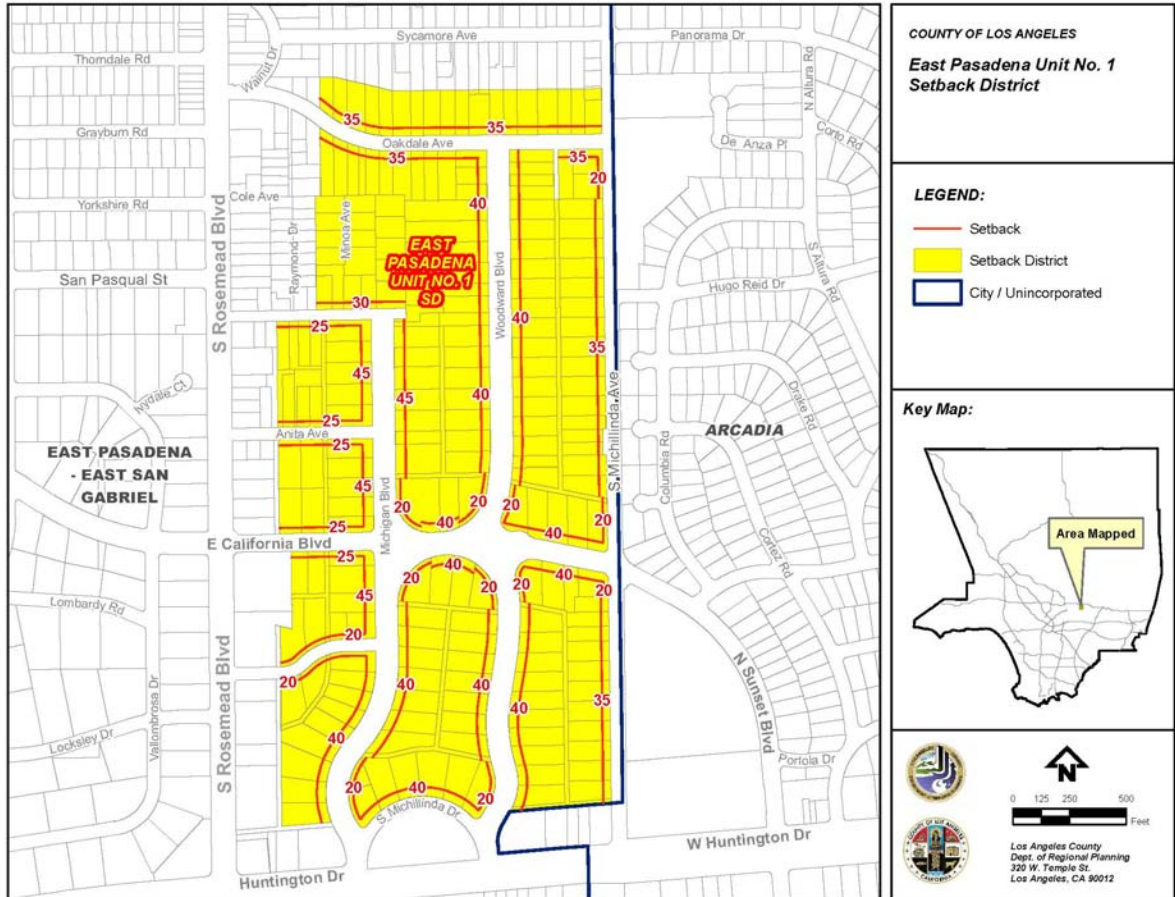 Sycamore Ave
Panorama Dr
Thorndale Rd
Walnut Dr
N Altura Rd
Grayburn Rd
35
35
Corto Rd
Oakdale Ave
De Anza Pl
35
35
20
Cole Ave
Yorkshire Rd
40
Raymond Dr
Minoa Ave
EAST
PASADENA
UNIT NO. 1
SD
Woodward Blvd
S Rosemead Blvd
San Pasqual St
S Altura Rd
Hugo Reid Dr
30
25
40
35
45
45
40
S Michillinda Ave
Ivydale Ct
Drake Rd
25
Anita Ave
25
ARCADIA
EAST PASADENA
- EAST SAN
GABRIEL
Columbia Rd
45
Michigan Blvd
20
40
20
20
40
20
25
E California Blvd
Cortez Rd
25
40
20
20
20
40
20
45
Lombardy Rd
20
20
40
40
40
35
N Sunset Blvd
Vallombrosa Dr
S Rosemead Blvd
Locksley Dr
40
Portola Dr
20
40
20
S Michillinda Dr
W Huntington Dr
Huntington Dr
COUNTY OF LOS ANGELES
East Pasadena Unit No. 1
Setback District
LEGEND:
Setback
Setback District
City / Unincorporated
Key Map:
Area Mapped
N
0 125 250 500
Feet
Los Angeles County
Dept. of Regional Planning
320 W. Temple St.
Los Angeles, CA 90012